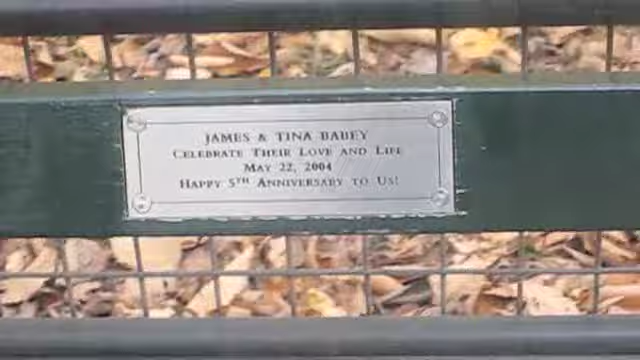 JAMES & TINA BABEY
CELEBRATE THEIR LOVE AND LIFE
MAY 22, 2004
HAPPY 5TH ANNIVERSARY TO US!